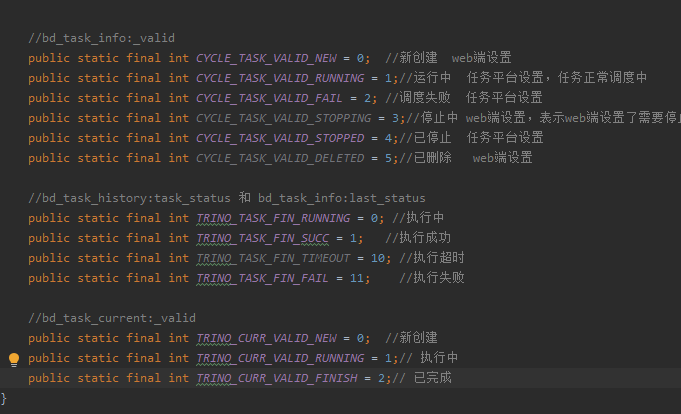 //bd_task_info:_valid
public static final int CYCLE_TASK_VALID_NEW = 0;  //新创建  web端设置
public static final int CYCLE_TASK_VALID_RUNNING = 1;//运行中  任务平台设置，任务正常调度中
public static final int CYCLE_TASK_VALID_FAIL = 2; //调度失败  任务平台设置
public static final int CYCLE_TASK_VALID_STOPPING = 3;//停止中 web端设置，表示web端设置了需要停
public static final int CYCLE_TASK_VALID_STOPPED = 4;//已停止  任务平台设置
public static final int CYCLE_TASK_VALID_DELETED = 5;//已删除   web端设置
//bd_task_history:task_status 和 bd_task_info:last_status
public static final int TRINO_TASK_FIN_RUNNING = 0; //执行中
public static final int TRINO_TASK_FIN_SUCC = 1;   //执行成功
public static final int TRINO_TASK_FIN_TIMEOUT = 10; //执行超时
public static final int TRINO_TASK_FIN_FAIL = 11;    //执行失败
//bd_task_current:_valid
public static final int TRINO_CURR_VALID_NEW = 0;  //新创建
public static final int TRINO_CURR_VALID_RUNNING = 1;// 执行中
public static final int TRINO_CURR_VALID_FINISH = 2;// 已完成
}